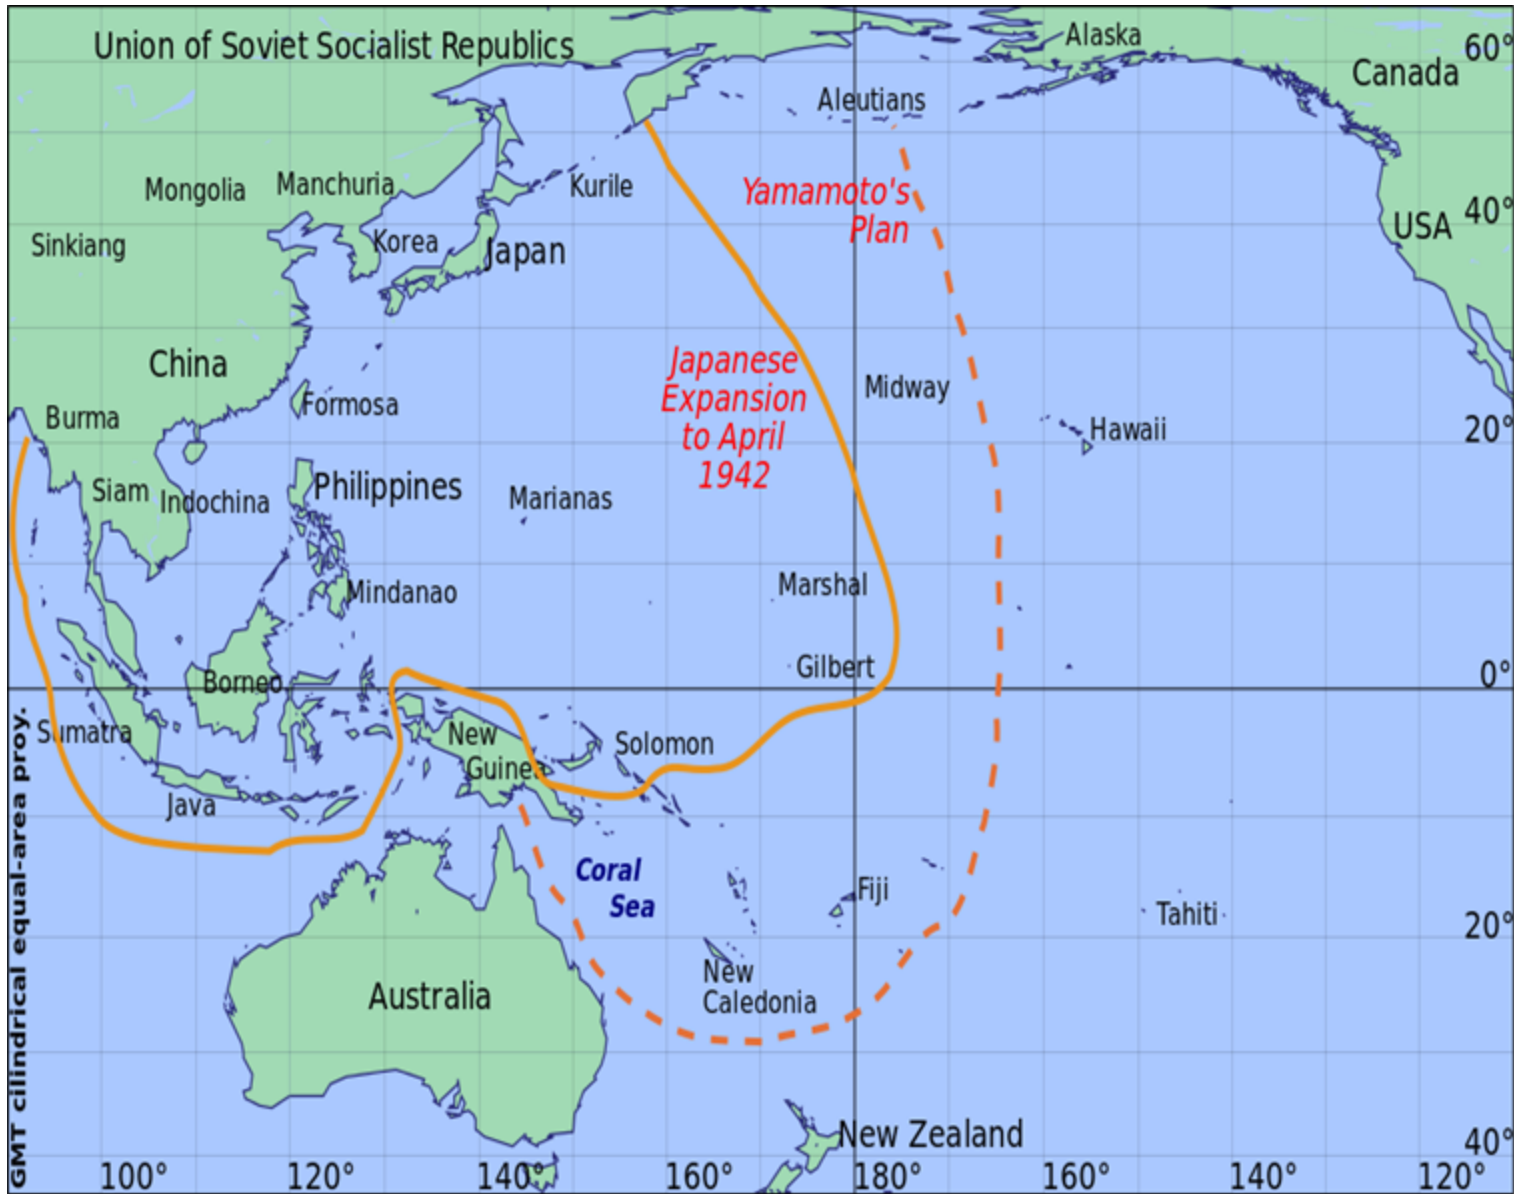 Union of Soviet Socialist Republics
Alaska
60°
Canada
Aleutians
Mongolia
Manchuria
Kurile
Yamamoto's
Plan
40°
USA
Sinkiang
Korea
Japan
China
Japanese
Expansion
to April
1942
Midway
Burma
Formosa
Hawaii
20°
Siam
Indochina
Philippines
Marianas
Mindanao
Marshal
Gilbert
0°
Borneo
Sumatra
New
Guinea
Solomon
Java
Coral
Sea
Fiji
Tahiti
20°
New
Caledonia
Australia
New Zealand
40°
100°
120°
140°
160°
180°
160°
140°
120°
GMT cilindrical equal-area proy.